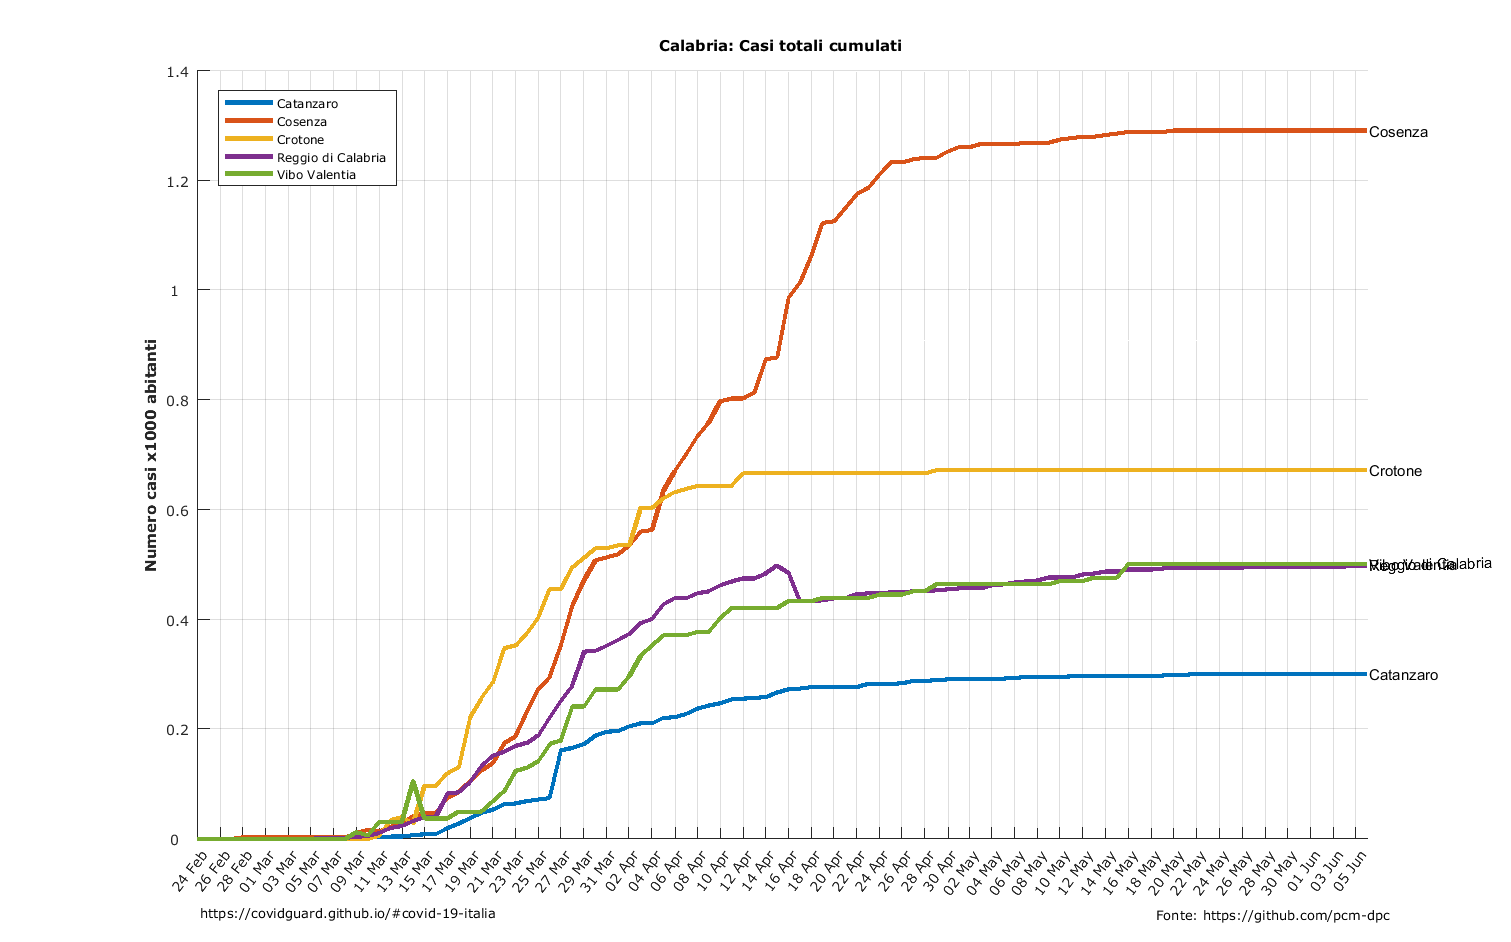 Calabria: Casi totali cumulati
Numero casi x1000 abitanti
1.4
1.2
1
0.8
0.6
0.4
0.2
0
Catanzaro
Cosenza
Crotone
Reggio di Calabria
Vibo Valentia
Cosenza
Crotone
Vibo Valentia
Reggio di Calabria
Catanzaro
24 Feb
26 Feb
28 Feb
01 Mar
03 Mar
05 Mar
07 Mar
09 Mar
11 Mar
13 Mar
15 Mar
17 Mar
19 Mar
21 Mar
23 Mar
25 Mar
27 Mar
29 Mar
31 Mar
02 Apr
04 Apr
06 Apr
08 Apr
10 Apr
12 Apr
14 Apr
16 Apr
18 Apr
20 Apr
22 Apr
24 Apr
26 Apr
28 Apr
30 Apr
02 May
04 May
06 May
08 May
10 May
12 May
14 May
16 May
18 May
20 May
22 May
24 May
26 May
28 May
30 May
01 Jun
03 Jun
05 Jun
https://covidguard.github.io/#covid-19-italia
Fonte: https://github.com/pcm-dpc